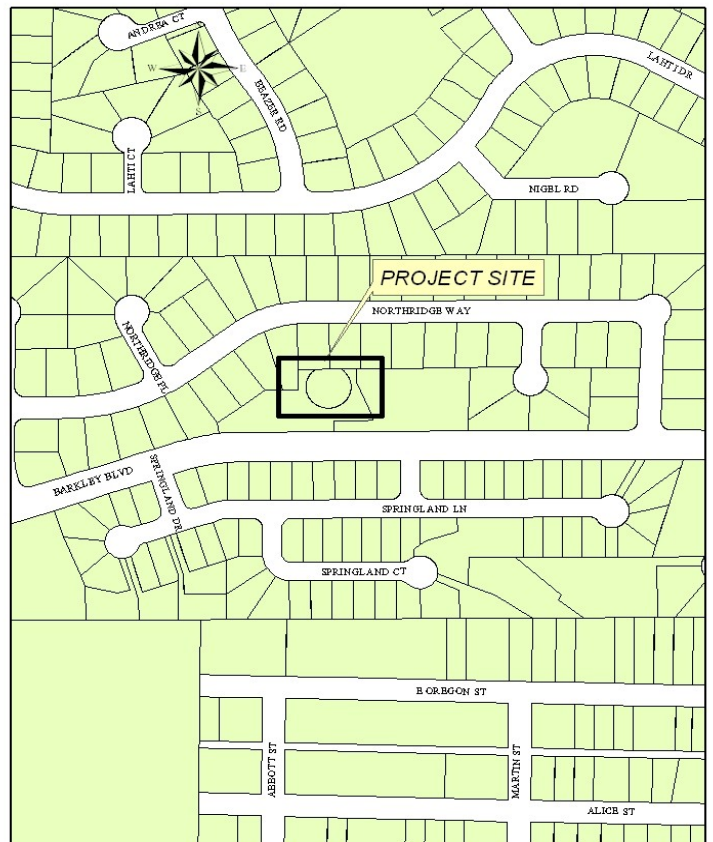 ANDREA CT
W
E
S
BEAZER RD
LAHTI DR
LAHTI CT
NIGEL RD
PROJECT SITE
NORTHRIDGE WAY
NORTHRIDGE PL
BARKLEY BLVD
SPRINGLAND DR
SPRINGLAND LN
SPRINGLAND CT
E OREGON ST
ABBOTT ST
MARTIN ST
ALICE ST